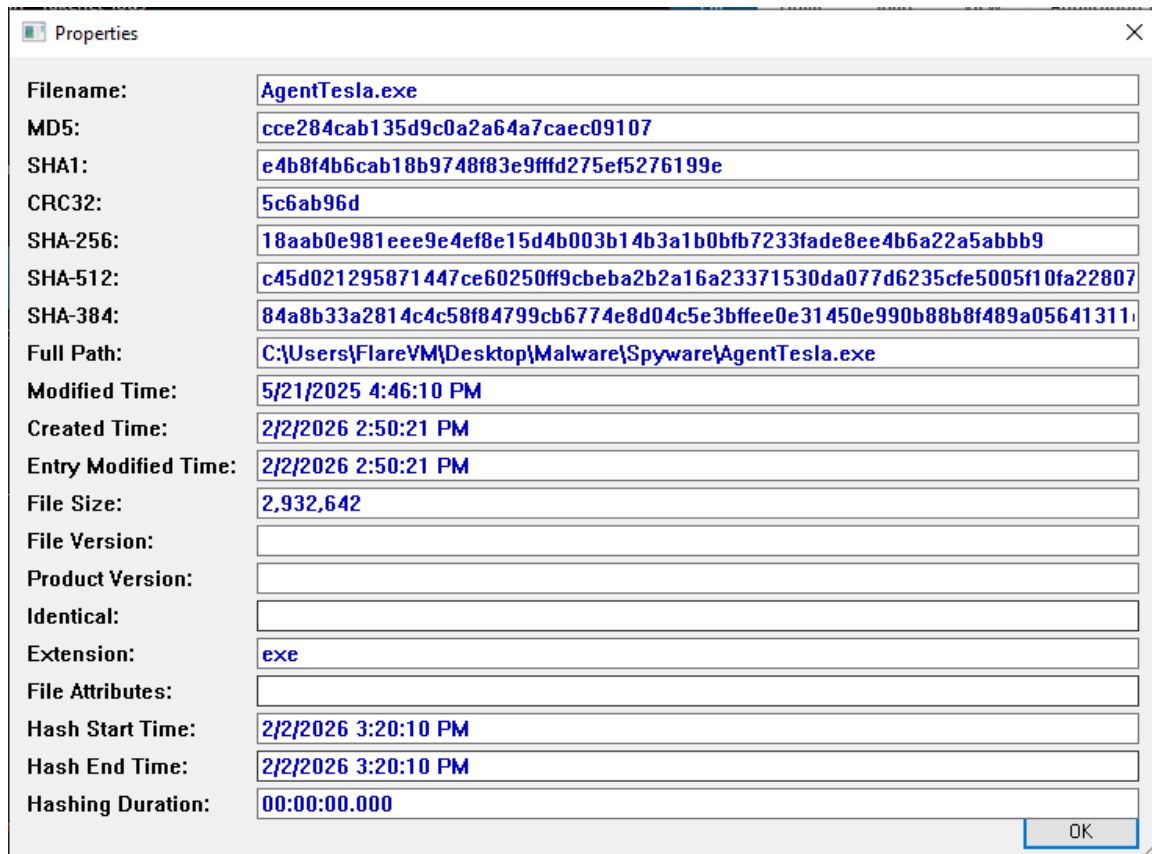 Properties
Filename: AgentTesla.exe
MD5: cce284cab135d9c0a2a64a7caec09107
SHA1: e4b8f4b6cab18b9748f83e9fffd275ef5276199e
CRC32: 5c6ab96d
SHA-256: 18aab0e981eee9e4ef8e15d4b003b14b3a1b0bfb7233fade8ee4b6a22a5abbb9
SHA-512: c45d021295871447ce60250ff9cbeba2b2a16a23371530da077d6235cfe5005f10fa22807
SHA-384: 84a8b33a2814c4c58f84799cb6774e8d04c5e3bffee0e31450e990b88b8f489a05641311
Full Path: C:\Users\FlareVM\Desktop\Malware\Spyware\AgentTesla.exe
Modified Time: 5/21/2025 4:46:10 PM
Created Time: 2/2/2026 2:50:21 PM
Entry Modified Time: 2/2/2026 2:50:21 PM
File Size: 2,932,642
File Version:
Product Version:
Identical:
Extension: exe
File Attributes:
Hash Start Time: 2/2/2026 3:20:10 PM
Hash End Time: 2/2/2026 3:20:10 PM
Hashing Duration: 00:00:00.000
OK